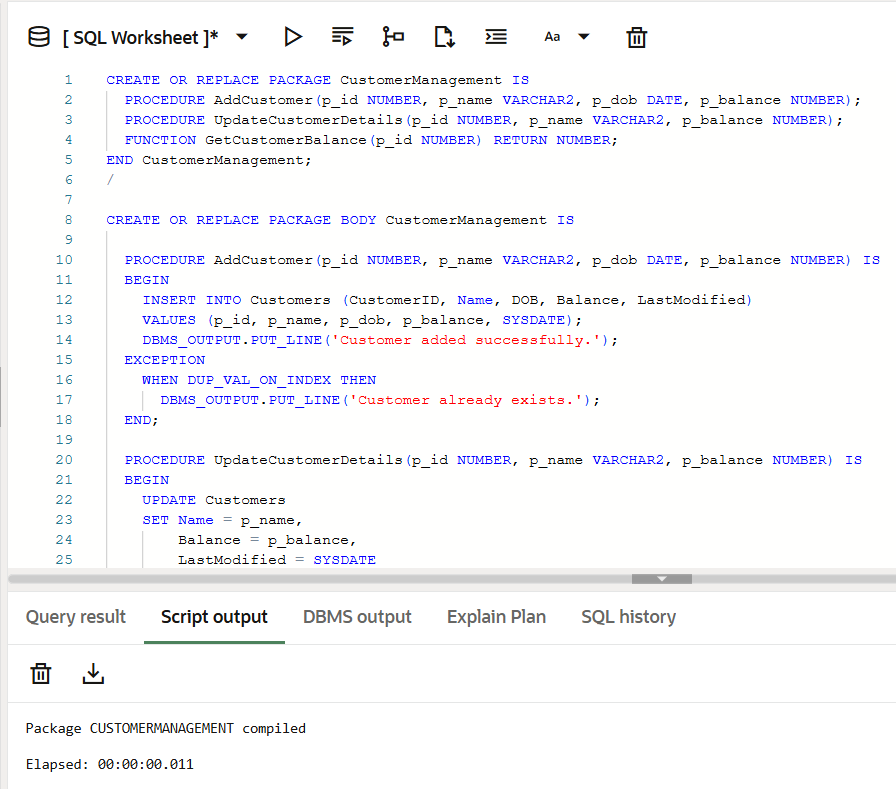 [ SQL Worksheet ]* Aa
1 CREATE OR REPLACE PACKAGE CustomerManagement IS
2   PROCEDURE AddCustomer(p_id NUMBER, p_name VARCHAR2, p_dob DATE, p_balance NUMBER);
3   PROCEDURE UpdateCustomerDetails(p_id NUMBER, p_name VARCHAR2, p_balance NUMBER);
4   FUNCTION GetCustomerBalance(p_id NUMBER) RETURN NUMBER;
5 END CustomerManagement;
6 /
7
8 CREATE OR REPLACE PACKAGE BODY CustomerManagement IS
9
10   PROCEDURE AddCustomer(p_id NUMBER, p_name VARCHAR2, p_dob DATE, p_balance NUMBER) IS
11   BEGIN
12     INSERT INTO Customers (CustomerID, Name, DOB, Balance, LastModified)
13     VALUES (p_id, p_name, p_dob, p_balance, SYSDATE);
14     DBMS_OUTPUT.PUT_LINE('Customer added successfully.');
15   EXCEPTION
16     WHEN DUP_VAL_ON_INDEX THEN
17       DBMS_OUTPUT.PUT_LINE('Customer already exists.');
18   END;
19
20   PROCEDURE UpdateCustomerDetails(p_id NUMBER, p_name VARCHAR2, p_balance NUMBER) IS
21   BEGIN
22     UPDATE Customers
23     SET Name = p_name,
24         Balance = p_balance,
25         LastModified = SYSDATE
Query result Script output DBMS output Explain Plan SQL history
Package CUSTOMERMANAGEMENT compiled
Elapsed: 00:00:00.011